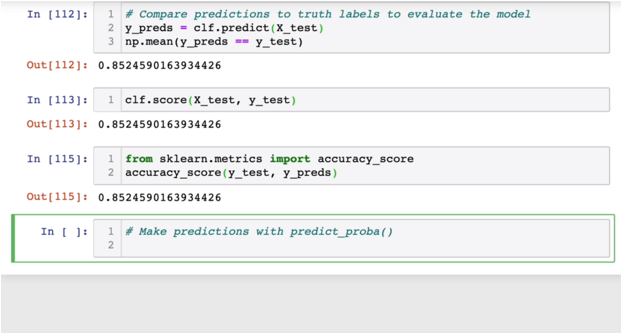 In [112]: 1 # Compare predictions to truth labels to evaluate the model
2 y_preds = clf.predict(X_test)
3 np.mean(y_preds == y_test)
Out[112]: 0.8524590163934426
In [113]: 1 clf.score(X_test, y_test)
Out[113]: 0.8524590163934426
In [115]: 1 from sklearn.metrics import accuracy_score
2 accuracy_score(y_test, y_preds)
Out[115]: 0.8524590163934426
In [ ]: 1 # Make predictions with predict_proba()
2